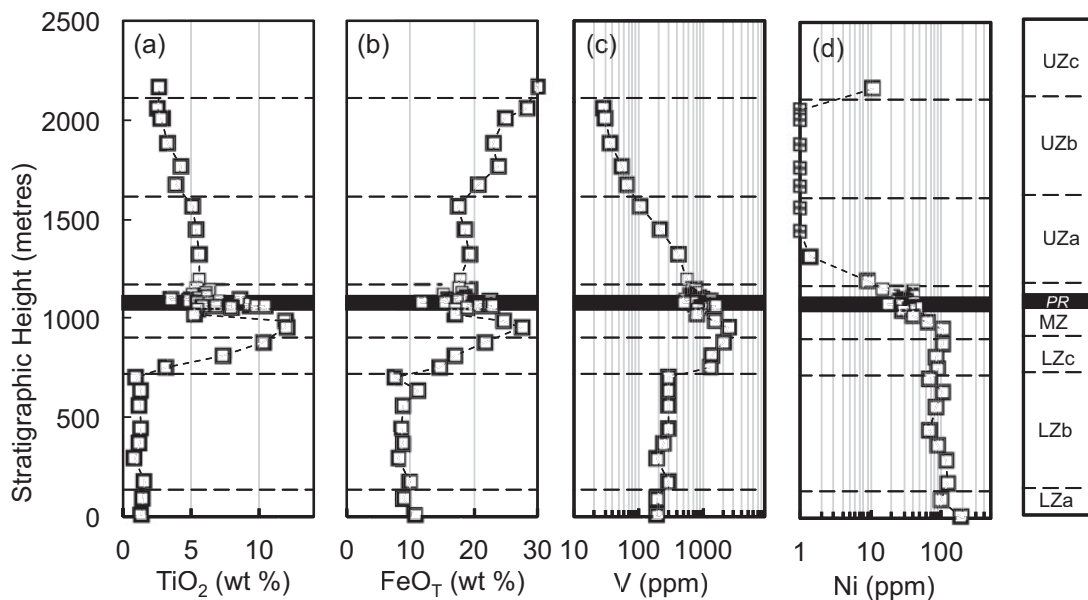 (a) (b) (c) (d)
Stratigraphic Height (metres)
2500
2000
1500
1000
500
0
0 5 10
TiO₂ (wt %)
0 10 20 30
FeO_T (wt %)
10 100 1000
V (ppm)
1 10 100
Ni (ppm)
UZc
UZb
UZa
PR
MZ
LZc
LZb
LZa